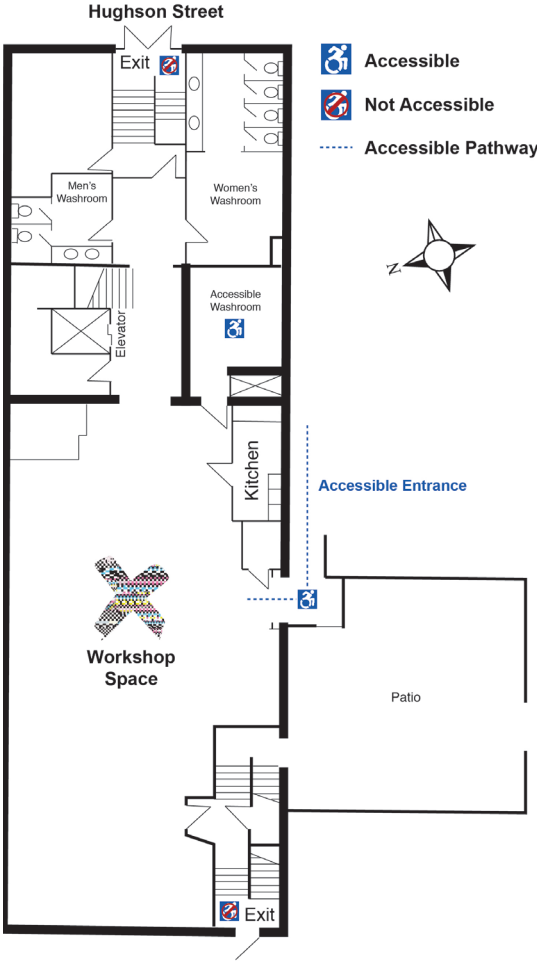 Hughson Street
Exit
Accessible
Not Accessible
Accessible Pathway
Men's
Washroom
Women's
Washroom
N
Accessible
Washroom
Elevator
Kitchen
Accessible Entrance
Workshop
Space
Patio
Exit